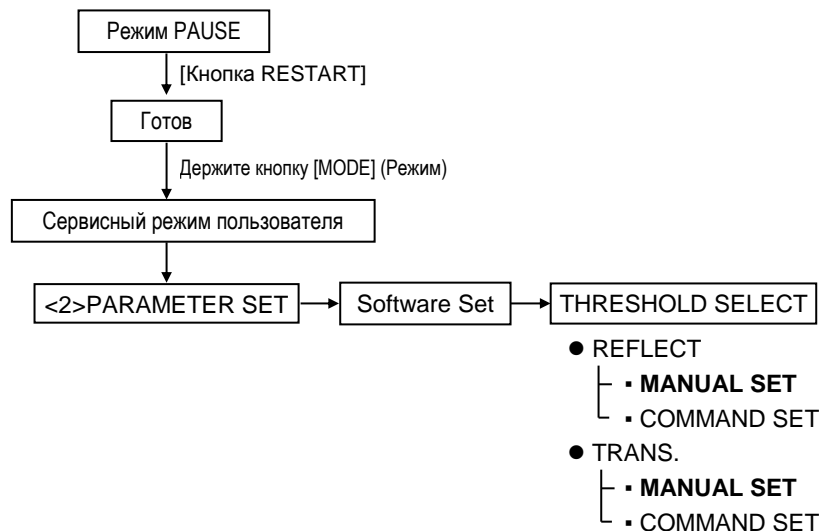 Режим PAUSE
[Кнопка RESTART]
Готов
Держите кнопку [MODE] (Режим)
Сервисный режим пользователя
<2>PARAMETER SET
Software Set
THRESHOLD SELECT
● REFLECT
▪ MANUAL SET
▪ COMMAND SET
● TRANS.
▪ MANUAL SET
▪ COMMAND SET